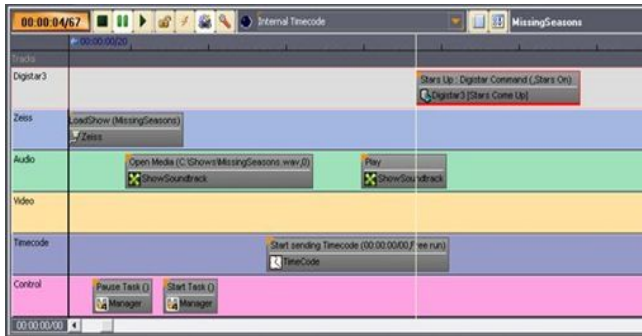 00:00:04/67
Internal Timecode
MissingSeasons
00:00:00/20
Tracks
Digistar3
Stars Up : Digistar Command (,Stars On)
Digistar3 [Stars Come Up]
Zeiss
LoadShow (MissingSeasons)
Zeiss
Audio
Open Media (C:\Shows\MissingSeasons.wav,0)
ShowSoundtrack
Play
ShowSoundtrack
Video
Timecode
Start sending Timecode (00:00:00/00,Free run)
TimeCode
Control
Pause Task ()
Manager
Start Task ()
Manager
00:00:00/00